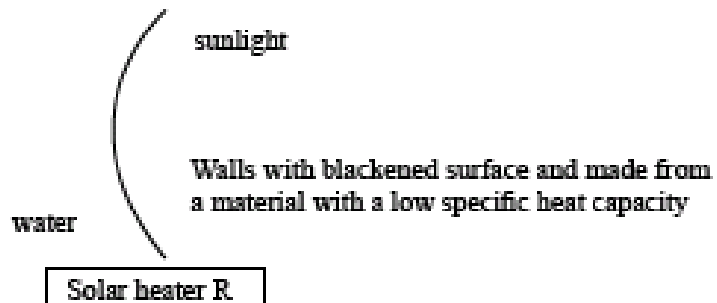 sunlight
Walls with blackened surface and made from
a material with a low specific heat capacity
water
Solar heater R